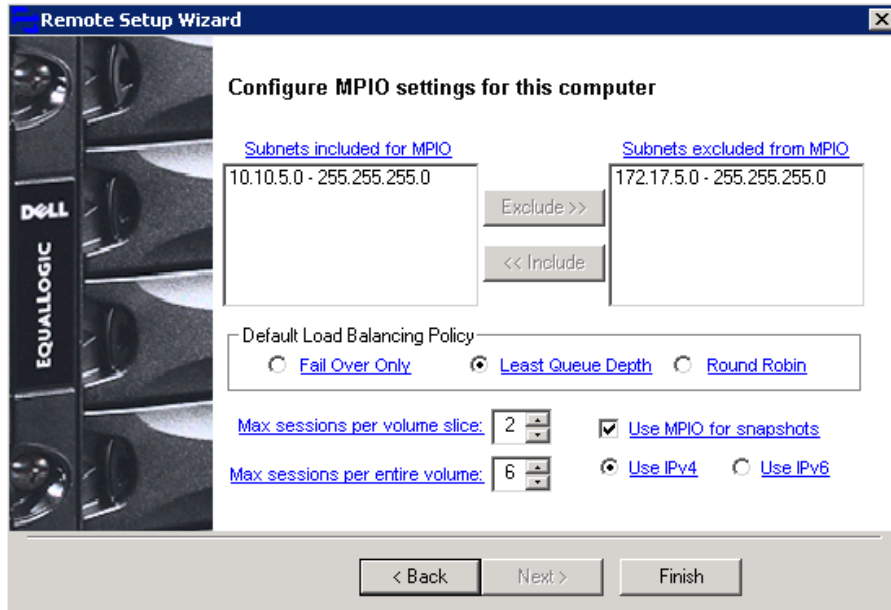 Remote Setup Wizard
Configure MPIO settings for this computer
Subnets included for MPIO
Subnets excluded from MPIO
10.10.5.0 - 255.255.255.0
172.17.5.0 - 255.255.255.0
Exclude >>
<< Include
DELL
EQUALLOGIC
Default Load Balancing Policy
Fail Over Only
Least Queue Depth
Round Robin
Max sessions per volume slice: 2
Use MPIO for snapshots
Max sessions per entire volume: 6
Use IPv4
Use IPv6
< Back
Next >
Finish